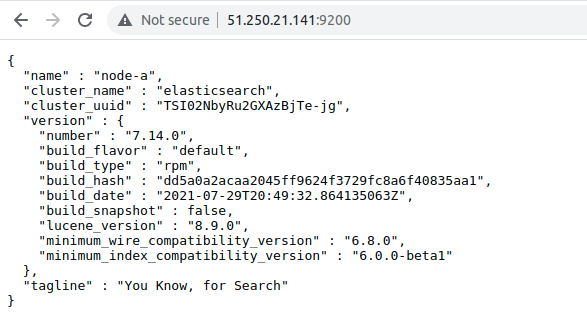 Not secure | 51.250.21.141:9200
{
  "name" : "node-a",
  "cluster_name" : "elasticsearch",
  "cluster_uuid" : "TSI02NbyRu2GXAzBjTe-jg",
  "version" : {
    "number" : "7.14.0",
    "build_flavor" : "default",
    "build_type" : "rpm",
    "build_hash" : "dd5a0a2acaa2045ff9624f3729fc8a6f40835aa1",
    "build_date" : "2021-07-29T20:49:32.864135063Z",
    "build_snapshot" : false,
    "lucene_version" : "8.9.0",
    "minimum_wire_compatibility_version" : "6.8.0",
    "minimum_index_compatibility_version" : "6.0.0-beta1"
  },
  "tagline" : "You Know, for Search"
}